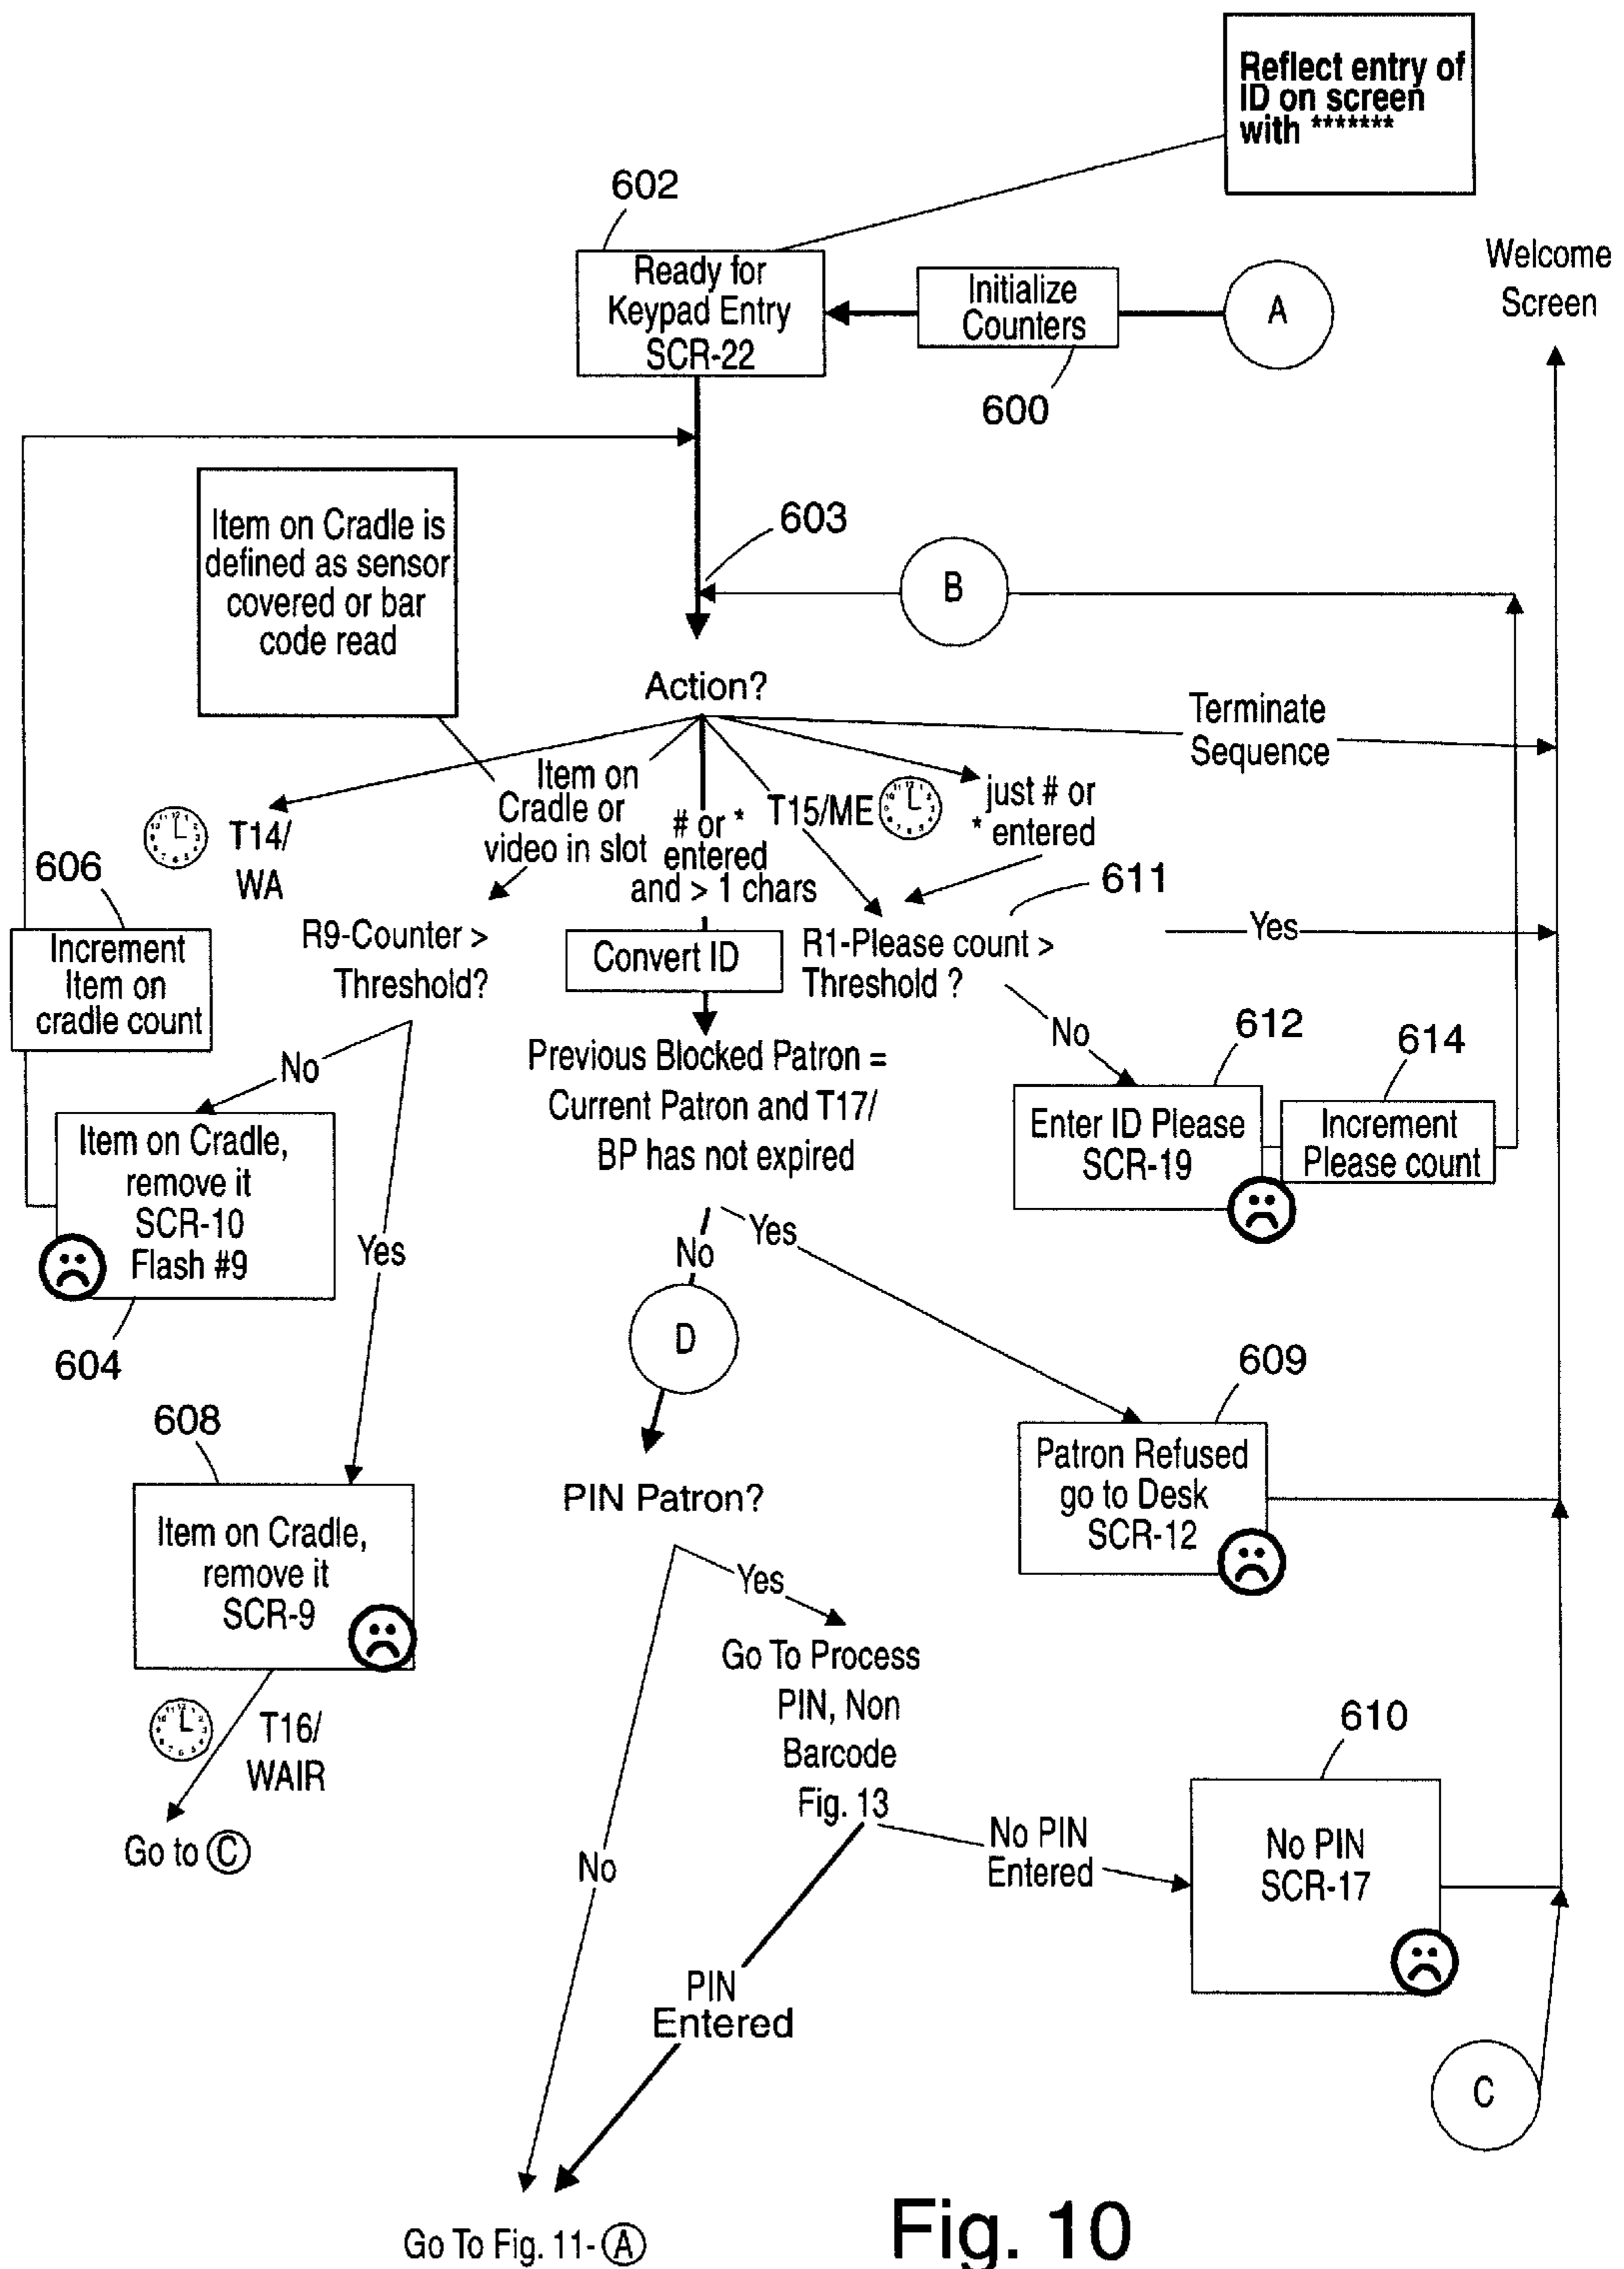 Reflect entry of
ID on screen
with *******
602
Ready for
Keypad Entry
SCR-22
Initialize
Counters
A
Welcome
Screen
600
603
Item on Cradle is
defined as sensor
covered or bar
code read
B
Action?
Terminate
Sequence
T14/
WA
Item on
Cradle or
video in slot
# or *
entered
and > 1 chars
T15/ME
just # or
* entered
606
611
Increment
Item on
cradle count
R9-Counter >
Threshold?
Convert ID
R1-Please count >
Threshold ?
Yes
No
No
612
614
Previous Blocked Patron =
Current Patron and T17/
BP has not expired
Item on Cradle,
remove it
SCR-10
Flash #9
Enter ID Please
SCR-19
Increment
Please count
Yes
No
Yes
604
D
609
608
Patron Refused
go to Desk
SCR-12
PIN Patron?
Item on Cradle,
remove it
SCR-9
Yes
Go To Process
PIN, Non
Barcode
Fig. 13
T16/
WAIR
610
Go to C
No
No PIN
Entered
No PIN
SCR-17
PIN
Entered
C
Go To Fig. 11- A
Fig. 10